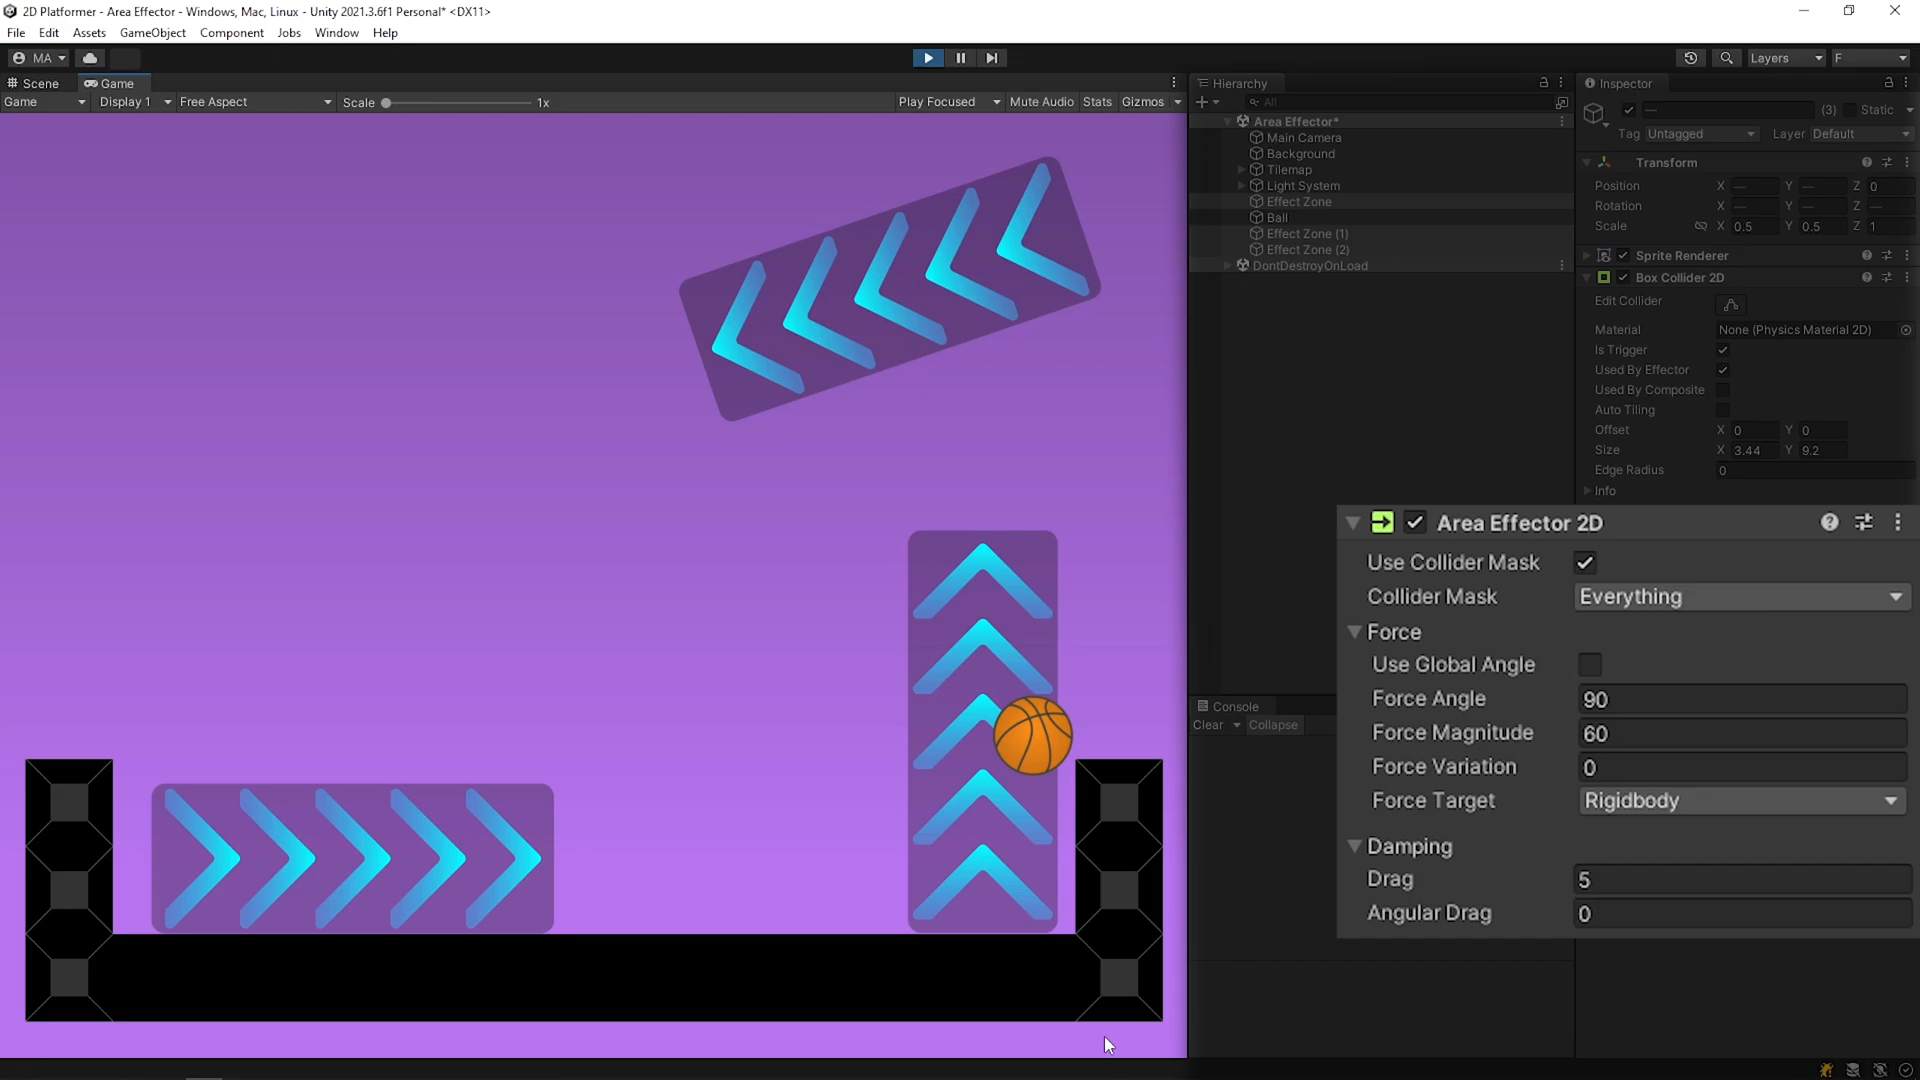 2D Platformer - Area Effector - Windows, Mac, Linux - Unity 2021.3.6f1 Personal* <DX11>
File Edit Assets GameObject Component Jobs Window Help
MA Layers F
Scene Game
Game Display 1 Free Aspect Scale 1x Play Focused Mute Audio Stats Gizmos
Hierarchy
All
Area Effector*
Main Camera
Background
Tilemap
Light System
Effect Zone
Ball
Effect Zone (1)
Effect Zone (2)
DontDestroyOnLoad
Console
Clear Collapse
Inspector
— (3) Static
Tag Untagged Layer Default
Transform
Position X — Y — Z 0
Rotation X — Y — Z —
Scale X 0.5 Y 0.5 Z 1
Sprite Renderer
Box Collider 2D
Edit Collider
Material None (Physics Material 2D)
Is Trigger
Used By Effector
Used By Composite
Auto Tiling
Offset X 0 Y 0
Size X 3.44 Y 9.2
Edge Radius 0
Info
Area Effector 2D
Use Collider Mask
Collider Mask Everything
Force
Use Global Angle
Force Angle 90
Force Magnitude 60
Force Variation 0
Force Target Rigidbody
Damping
Drag 5
Angular Drag 0